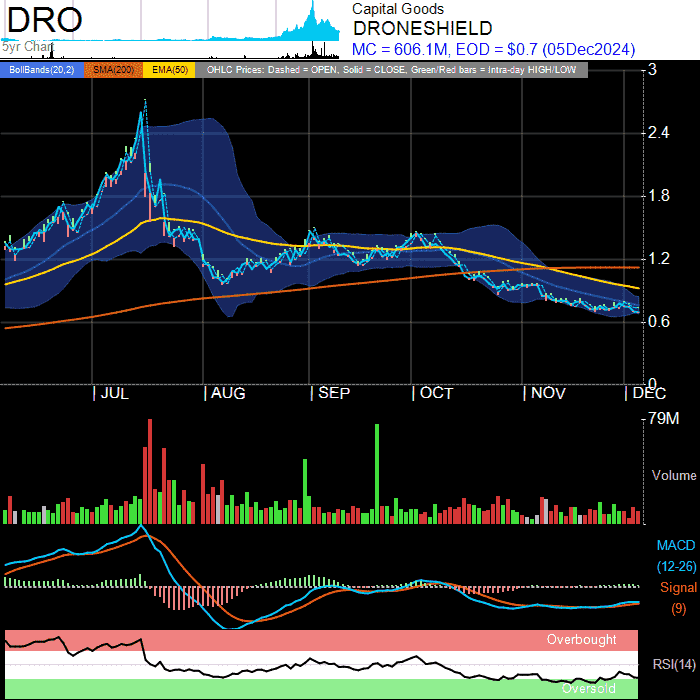 DRO
Capital Goods
DRONESHIELD
MC = 606.1M, EOD = $0.7 (05Dec2024)
5yr Chart
BollBands(20,2) SMA(200) EMA(50) OHLC Prices: Dashed = OPEN, Solid = CLOSE, Green/Red bars = Intra-day HIGH/LOW
3
2.4
1.8
1.2
0.6
0
JUL AUG SEP OCT NOV DEC
79M
Volume
MACD
(12-26)
Signal
(9)
Overbought
RSI(14)
Oversold